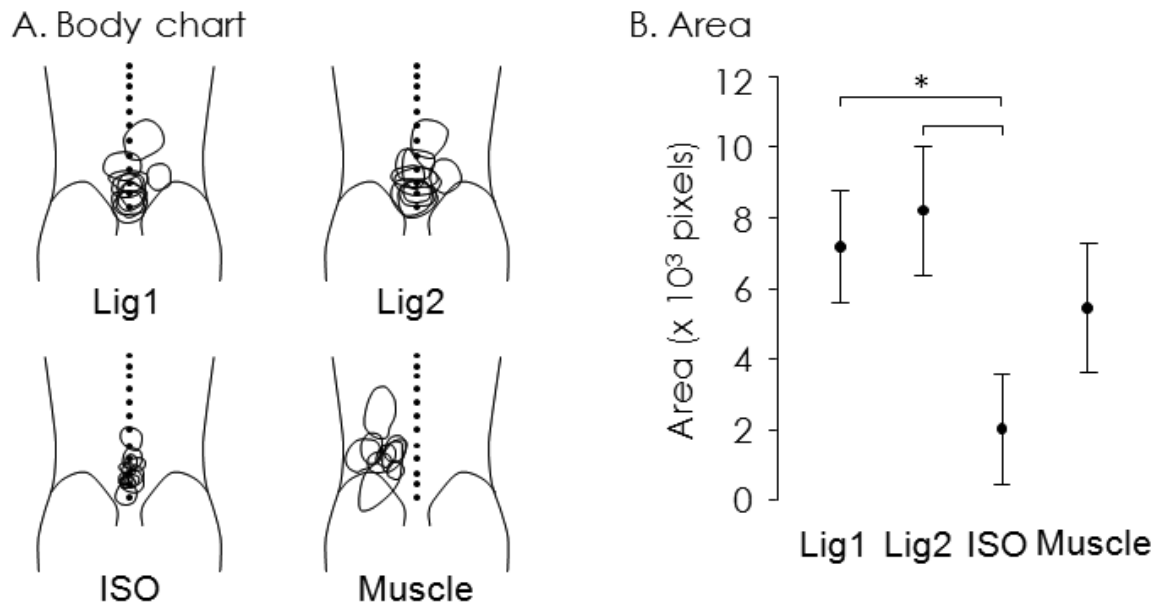 A. Body chart
Lig1
Lig2
ISO
Muscle
B. Area
Area (x 10³ pixels)
12
10
8
6
4
2
0
*
Lig1 Lig2 ISO Muscle